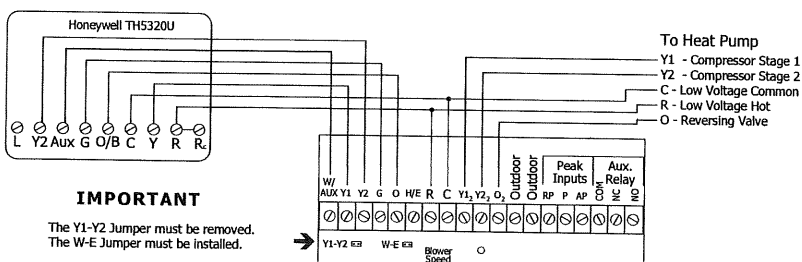 Honeywell TH5320U
L Y2 Aux G O/B C Y R Rc
To Heat Pump
Y1 - Compressor Stage 1
Y2 - Compressor Stage 2
C - Low Voltage Common
R - Low Voltage Hot
O - Reversing Valve
IMPORTANT
The Y1-Y2 Jumper must be removed.
The W-E Jumper must be installed.
Peak
Inputs
Aux.
Relay
W/
AUX Y1 Y2 G O H/E R C Y1₂ Y2₂ O₂ Outdoor Outdoor RP P AP COM NC NO
Y1-Y2 W-E
Blower
Speed